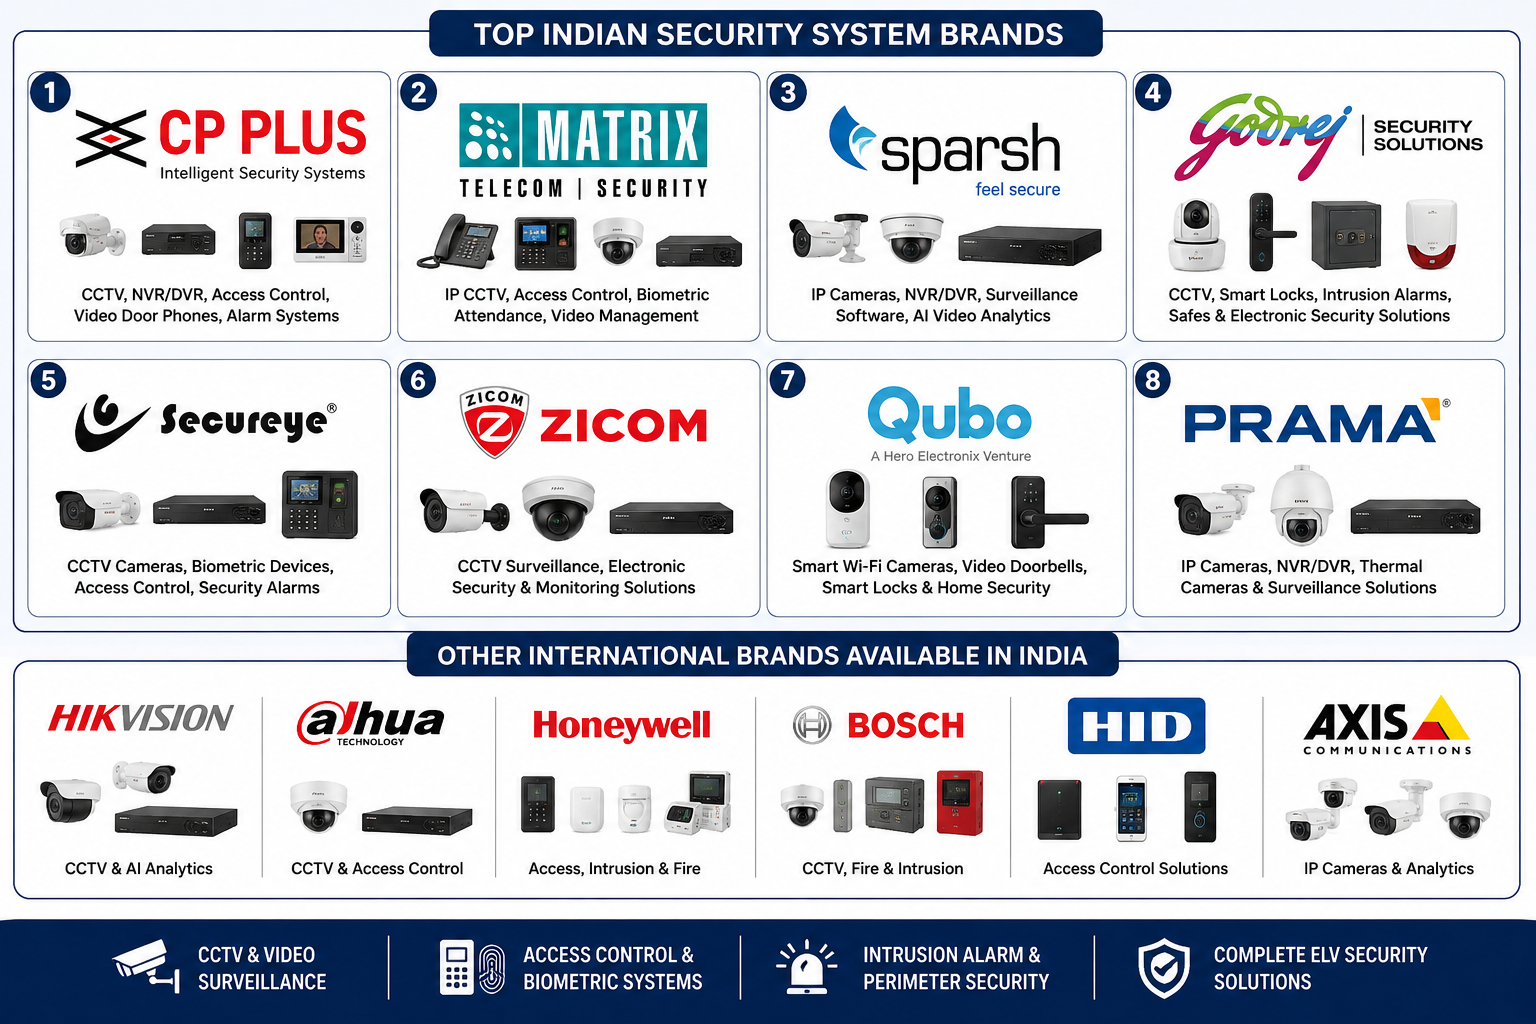 TOP INDIAN SECURITY SYSTEM BRANDS
1
CP PLUS
Intelligent Security Systems
CCTV, NVR/DVR, Access Control,
Video Door Phones, Alarm Systems
2
MATRIX
TELECOM | SECURITY
IP CCTV, Access Control, Biometric
Attendance, Video Management
3
sparsh
feel secure
IP Cameras, NVR/DVR, Surveillance
Software, AI Video Analytics
4
Godrej | SECURITY
SOLUTIONS
CCTV, Smart Locks, Intrusion Alarms,
Safes & Electronic Security Solutions
5
Secureye®
CCTV Cameras, Biometric Devices,
Access Control, Security Alarms
6
ZICOM
Z
ZICOM
CCTV Surveillance, Electronic
Security & Monitoring Solutions
7
Qubo
A Hero Electronix Venture
Smart Wi-Fi Cameras, Video Doorbells,
Smart Locks & Home Security
8
PRAMA®
IP Cameras, NVR/DVR, Thermal
Cameras & Surveillance Solutions
OTHER INTERNATIONAL BRANDS AVAILABLE IN INDIA
HIKVISION
CCTV & AI Analytics
alhua
TECHNOLOGY
CCTV & Access Control
Honeywell
Access, Intrusion & Fire
BOSCH
CCTV, Fire & Intrusion
HID
Access Control Solutions
AXIS
COMMUNICATIONS
IP Cameras & Analytics
CCTV & VIDEO
SURVEILLANCE
ACCESS CONTROL &
BIOMETRIC SYSTEMS
INTRUSION ALARM &
PERIMETER SECURITY
COMPLETE ELV SECURITY
SOLUTIONS